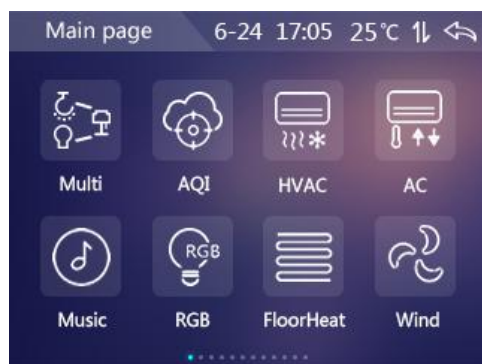 Main page 6-24 17:05 25℃
Multi AQI HVAC AC
RGB
Music RGB FloorHeat Wind